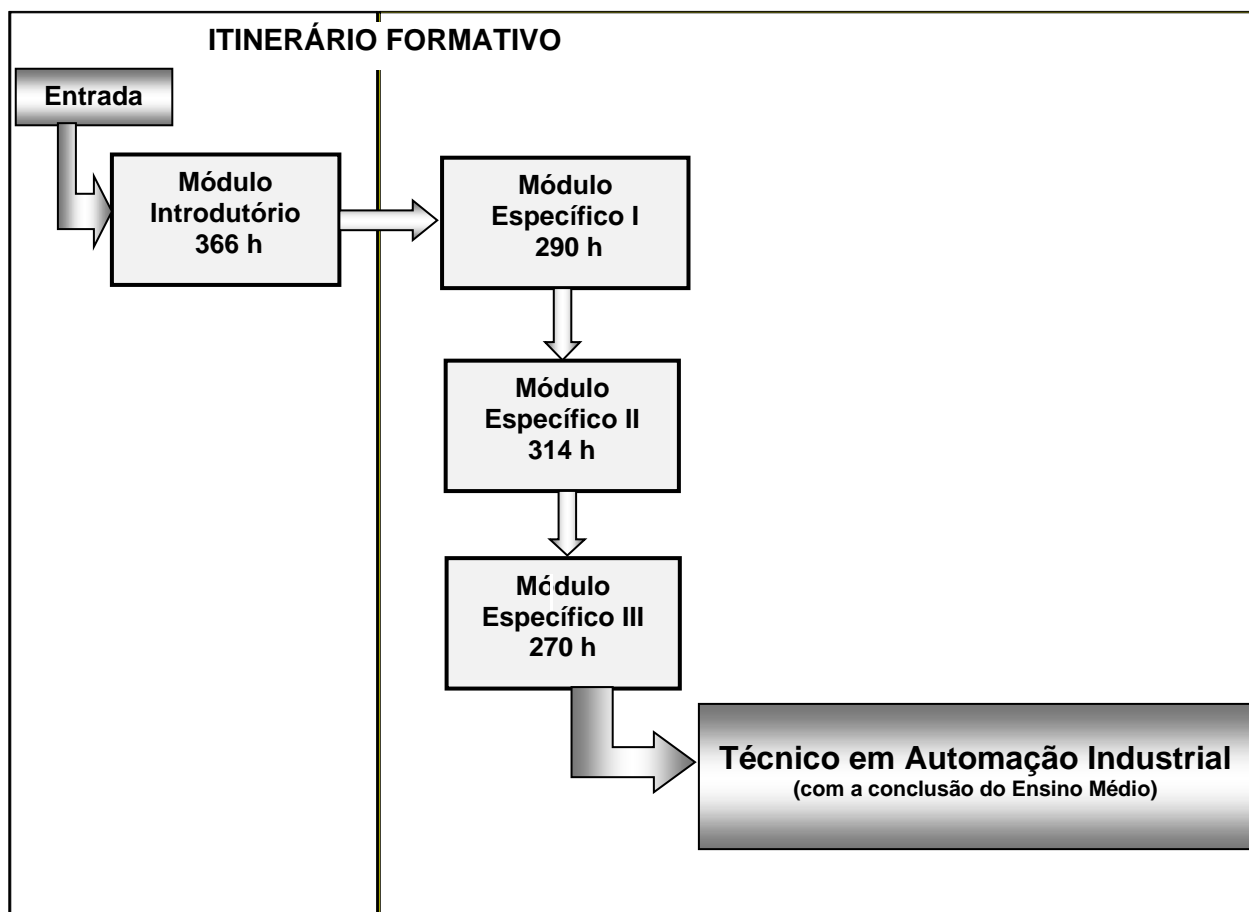 ITINERÁRIO FORMATIVO
Entrada
Módulo
Introdutório
366 h
Módulo
Específico I
290 h
Módulo
Específico II
314 h
Módulo
Específico III
270 h
Técnico em Automação Industrial
(com a conclusão do Ensino Médio)